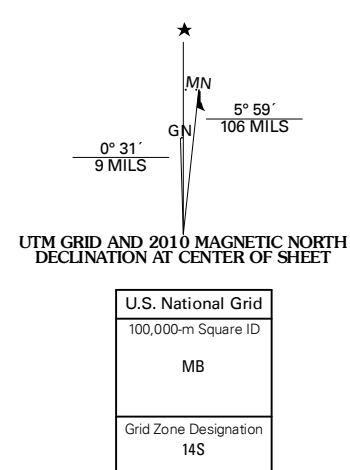 MN
5° 59´
106 MILS
GN
0° 31´
9 MILS
UTM GRID AND 2010 MAGNETIC NORTH
DECLINATION AT CENTER OF SHEET
U.S. National Grid
100,000-m Square ID
MB
Grid Zone Designation
14S